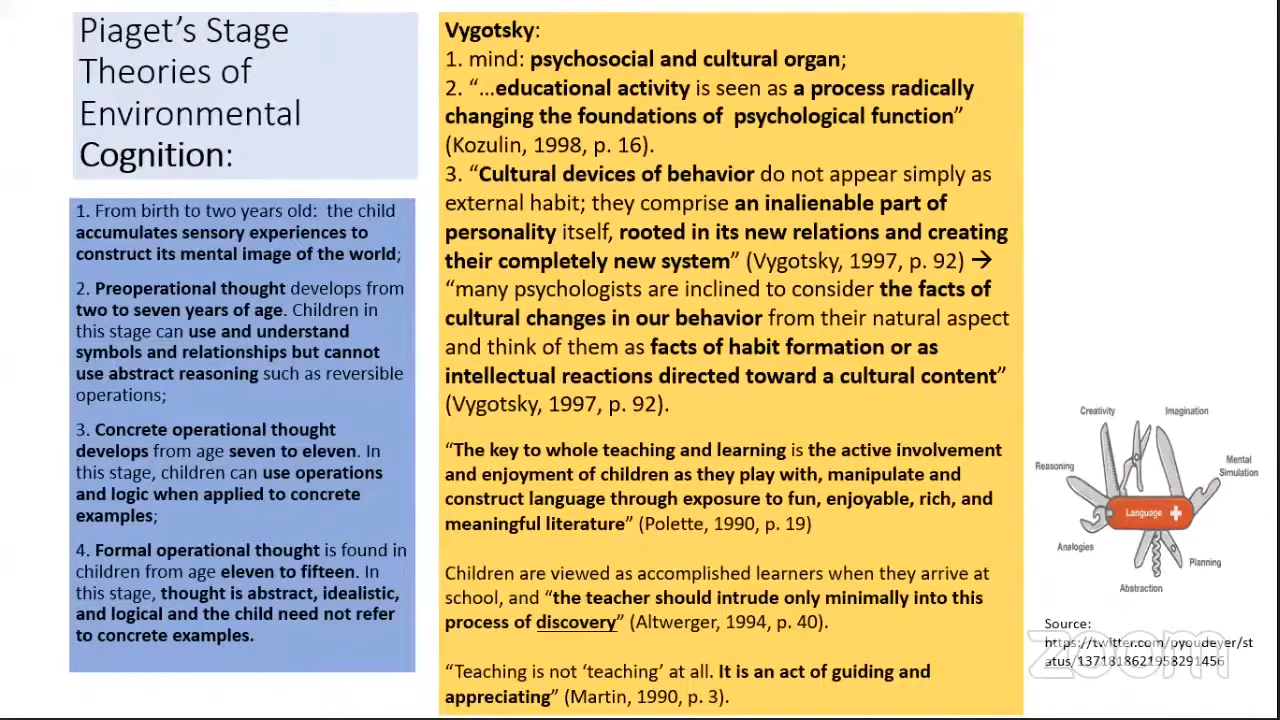 Piaget's Stage
Theories of
Environmental
Cognition:
1. From birth to two years old:  the child
accumulates sensory experiences to
construct its mental image of the world;
2. Preoperational thought develops from
two to seven years of age. Children in
this stage can use and understand
symbols and relationships but cannot
use abstract reasoning such as reversible
operations;
3. Concrete operational thought
develops from age seven to eleven. In
this stage, children can use operations
and logic when applied to concrete
examples;
4. Formal operational thought is found in
children from age eleven to fifteen. In
this stage, thought is abstract, idealistic,
and logical and the child need not refer
to concrete examples.
Vygotsky:
1. mind: psychosocial and cultural organ;
2. “…educational activity is seen as a process radically
changing the foundations of  psychological function”
(Kozulin, 1998, p. 16).
3. “Cultural devices of behavior do not appear simply as
external habit; they comprise an inalienable part of
personality itself, rooted in its new relations and creating
their completely new system” (Vygotsky, 1997, p. 92) →
“many psychologists are inclined to consider the facts of
cultural changes in our behavior from their natural aspect
and think of them as facts of habit formation or as
intellectual reactions directed toward a cultural content”
(Vygotsky, 1997, p. 92).
“The key to whole teaching and learning is the active involvement
and enjoyment of children as they play with, manipulate and
construct language through exposure to fun, enjoyable, rich, and
meaningful literature” (Polette, 1990, p. 19)
Children are viewed as accomplished learners when they arrive at
school, and “the teacher should intrude only minimally into this
process of discovery” (Altwerger, 1994, p. 40).
“Teaching is not ‘teaching’ at all. It is an act of guiding and
appreciating” (Martin, 1990, p. 3).
Creativity
Imagination
Reasoning
Mental
Simulation
Language
Analogies
Planning
Abstraction
Source:
https://twitter.com/pyoudeyer/st
atus/1371818621958291456
zoom